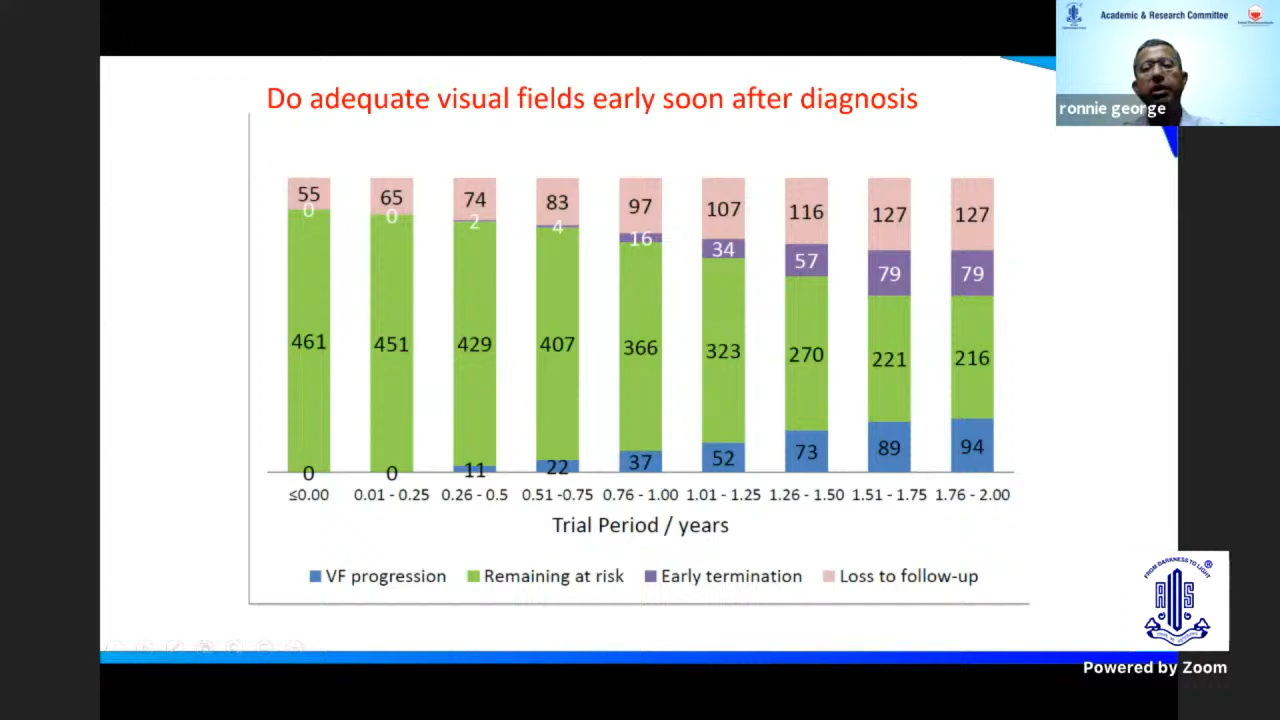 Academic & Research Committee
ronnie george
Do adequate visual fields early soon after diagnosis
55 65 74 83 97 107 116 127 127
0 0 2 4 16 34 57 79 79
461 451 429 407 366 323 270 221 216
0 0 11 22 37 52 73 89 94
≤0.00 0.01 - 0.25 0.26 - 0.5 0.51 -0.75 0.76 - 1.00 1.01 - 1.25 1.26 - 1.50 1.51 - 1.75 1.76 - 2.00
Trial Period / years
VF progression Remaining at risk Early termination Loss to follow-up
FROM DARKNESS TO LIGHT ®
AIOS
Powered by Zoom